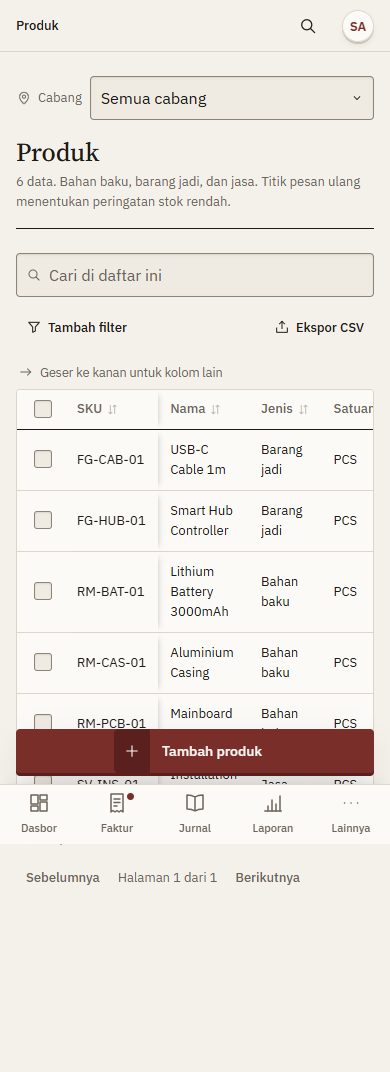 Produk
SA
Cabang
Semua cabang
Produk
6 data. Bahan baku, barang jadi, dan jasa. Titik pesan ulang
menentukan peringatan stok rendah.
Cari di daftar ini
Tambah filter
Ekspor CSV
Geser ke kanan untuk kolom lain
SKU Nama Jenis Satuan
FG-CAB-01 USB-C Cable 1m Barang jadi PCS
FG-HUB-01 Smart Hub Controller Barang jadi PCS
RM-BAT-01 Lithium Battery 3000mAh Bahan baku PCS
RM-CAS-01 Aluminium Casing Bahan baku PCS
RM-PCB-01 Mainboard Bahan PCS
Tambah produk
Dasbor
Faktur
Jurnal
Laporan
Lainnya
Sebelumnya
Halaman 1 dari 1
Berikutnya